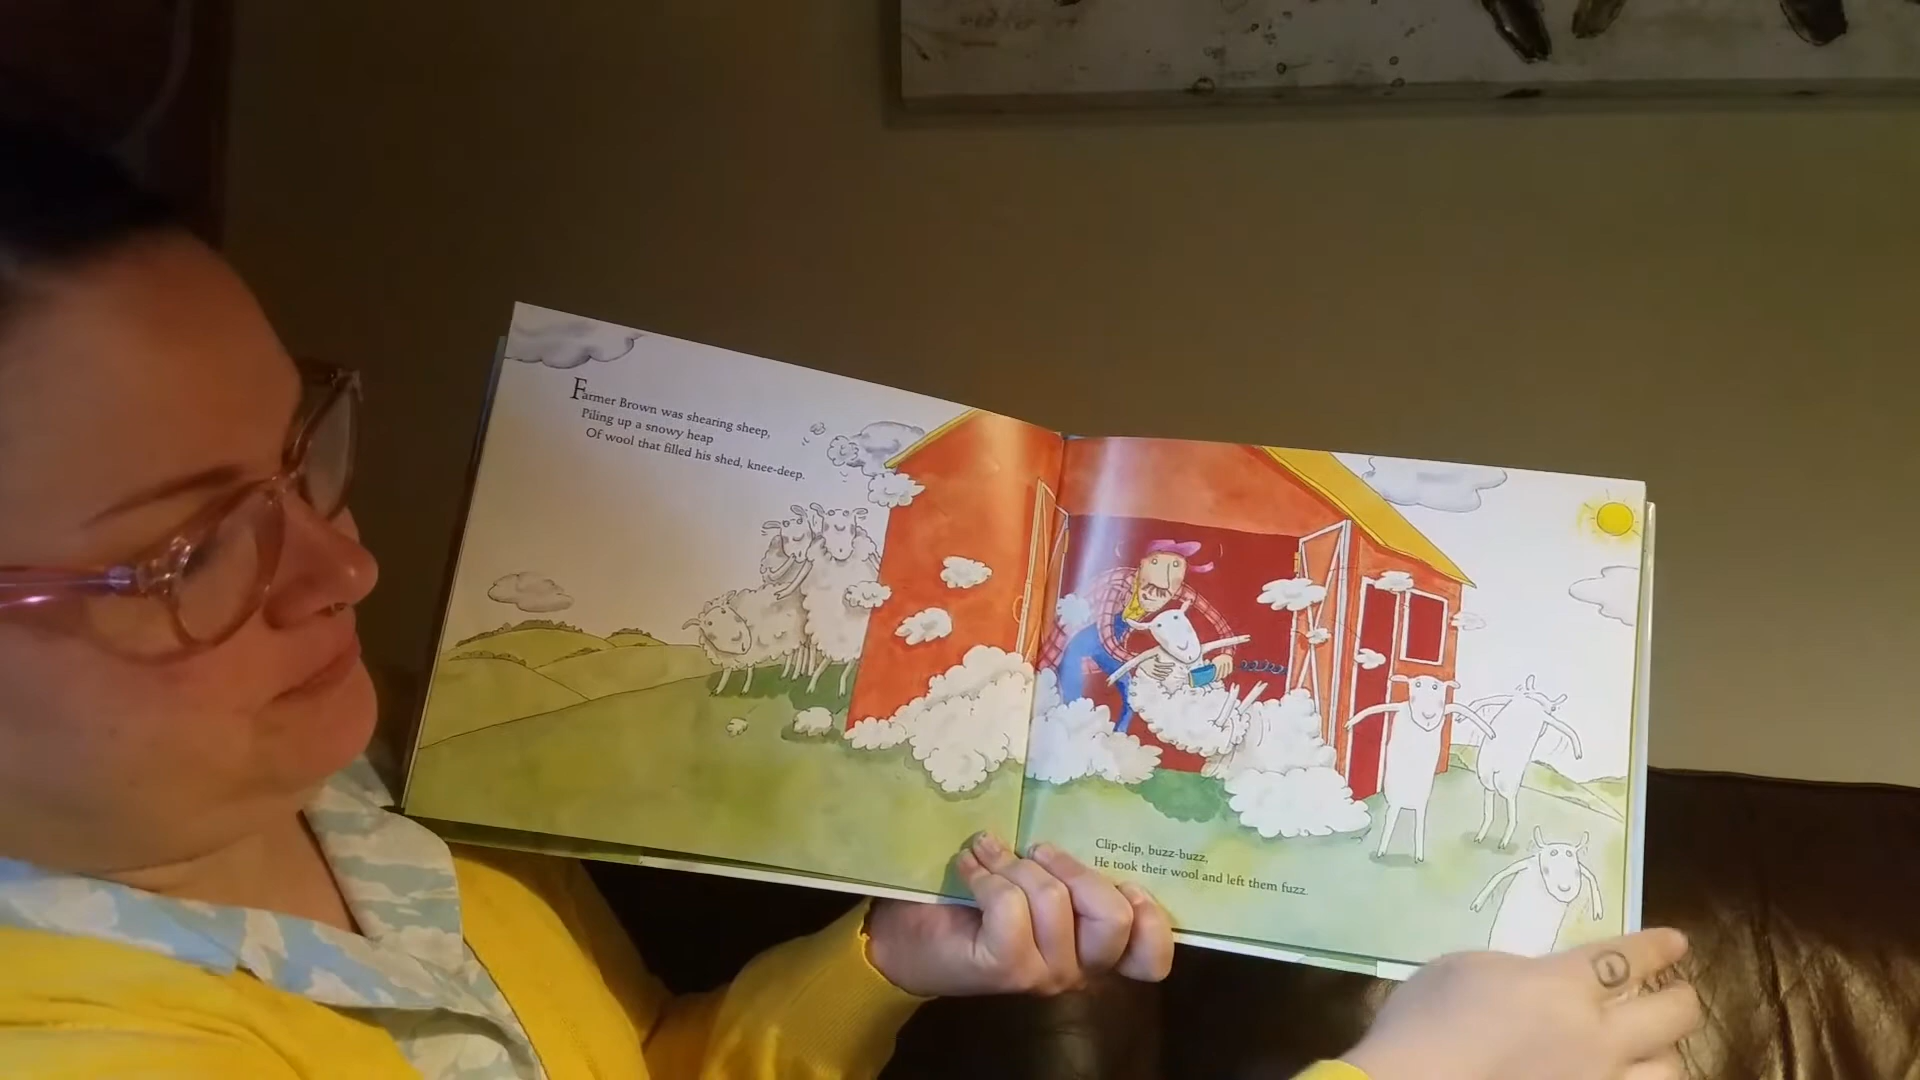 Farmer Brown was shearing sheep,
Piling up a snowy heap
Of wool that filled his shed, knee-deep.
Clip-clip, buzz-buzz,
He took their wool and left them fuzz.